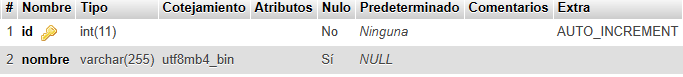 # Nombre Tipo Cotejamiento Atributos Nulo Predeterminado Comentarios Extra
1 id int(11) No Ninguna AUTO_INCREMENT
2 nombre varchar(255) utf8mb4_bin Sí NULL